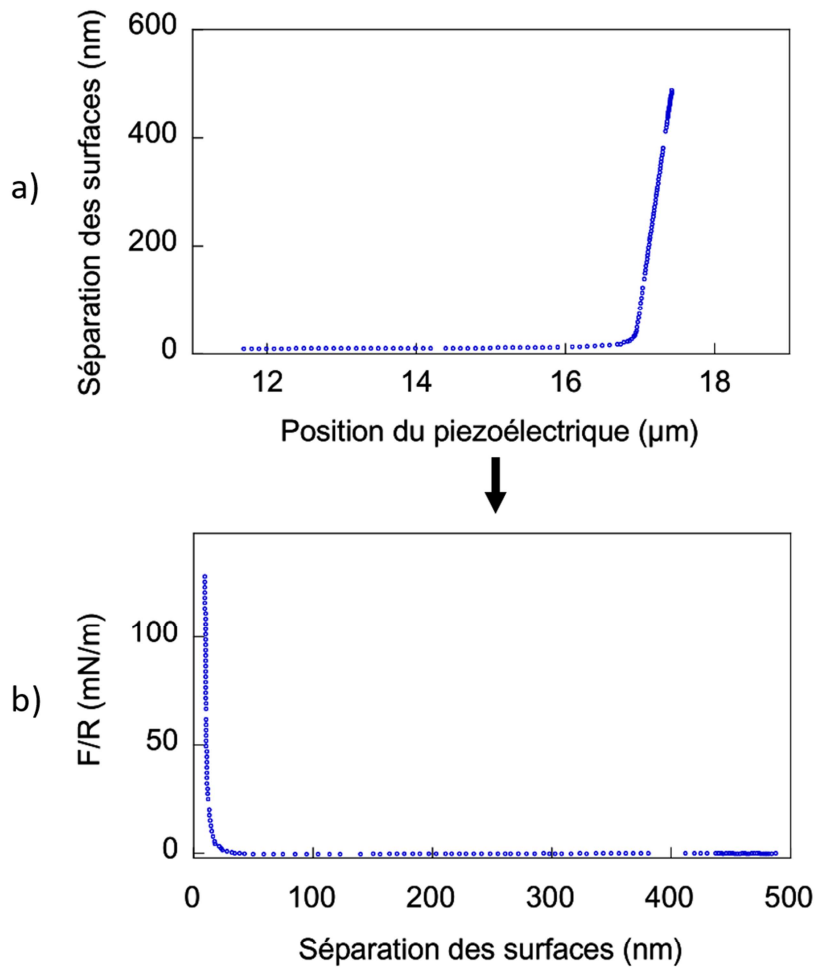 a)
Séparation des surfaces (nm)
600
400
200
0
12 14 16 18
Position du piezoélectrique (µm)
b)
F/R (mN/m)
100
50
0
0 100 200 300 400 500
Séparation des surfaces (nm)